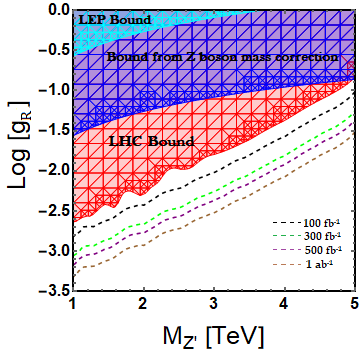 0.0
LEP Bound
−0.5
Bound from Z boson mass correction
−1.0
−1.5
LHC Bound
−2.0
−2.5
−3.0
−3.5
Log [gR]
100 fb-1
300 fb-1
500 fb-1
1 ab-1
1 2 3 4 5
MZ' [TeV]